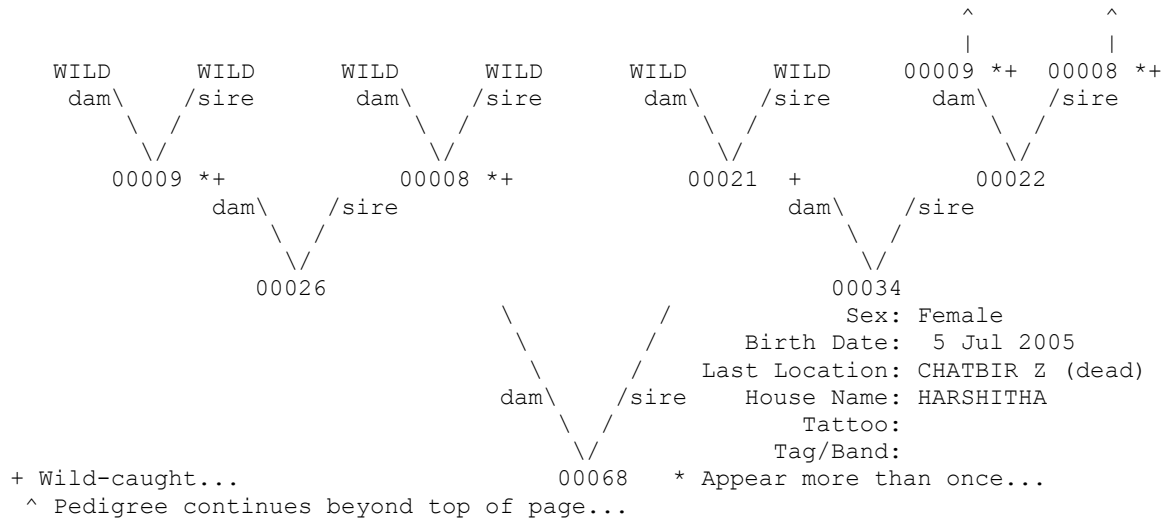 ^ ^
| |
WILD WILD WILD WILD WILD WILD 00009 *+ 00008 *+
dam\ /sire dam\ /sire dam\ /sire dam\ /sire
\ / \ / \ / \ /
\/ \/ \/ \/
00009 *+ 00008 *+ 00021 + 00022
dam\ /sire dam\ /sire
\ / \ /
\/ \/
00026 00034
\ / Sex: Female
\ / Birth Date: 5 Jul 2005
\ / Last Location: CHATBIR Z (dead)
dam\ /sire House Name: HARSHITHA
\ / Tattoo:
\/ Tag/Band:
+ Wild-caught... 00068 * Appear more than once...
^ Pedigree continues beyond top of page...